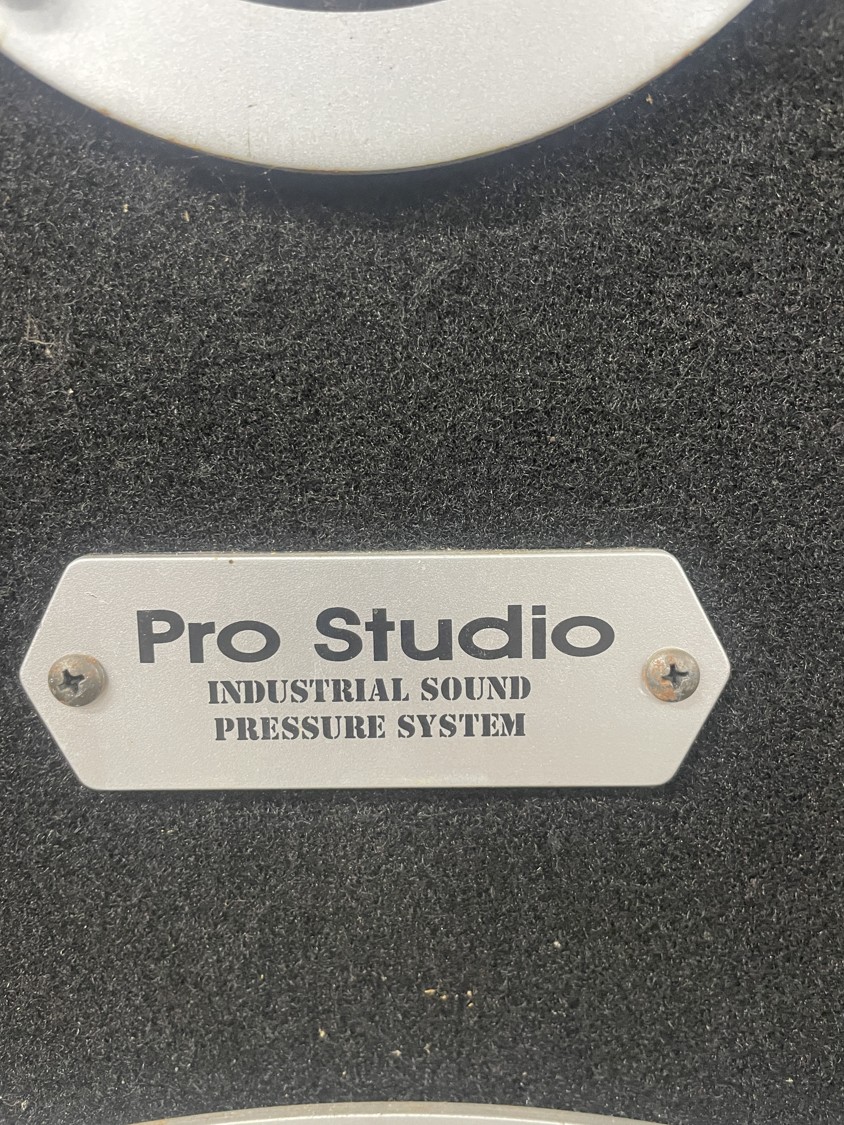 Pro Studio
INDUSTRIAL SOUND
PRESSURE SYSTEM